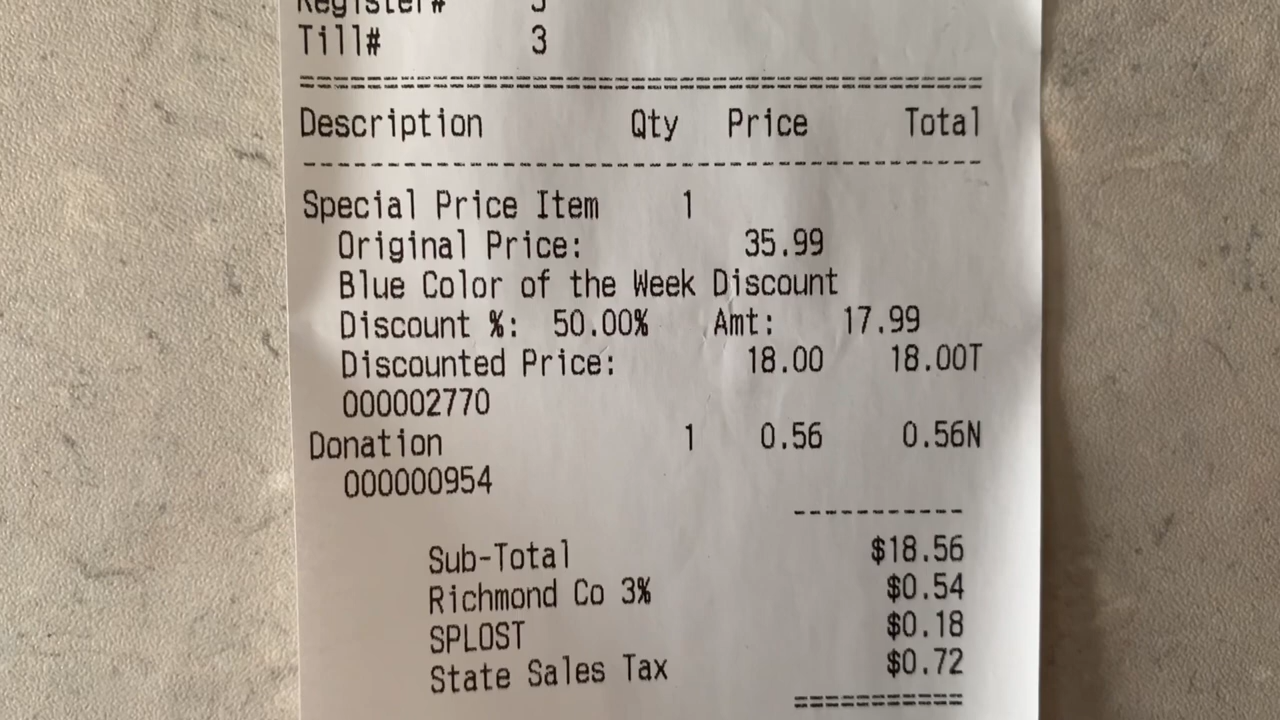 Register# 3
Till# 3
Description Qty Price Total
Special Price Item 1
Original Price: 35.99
Blue Color of the Week Discount
Discount %: 50.00% Amt: 17.99
Discounted Price: 18.00 18.00T
000002770
Donation 1 0.56 0.56N
000000954
Sub-Total $18.56
Richmond Co 3% $0.54
SPLOST $0.18
State Sales Tax $0.72